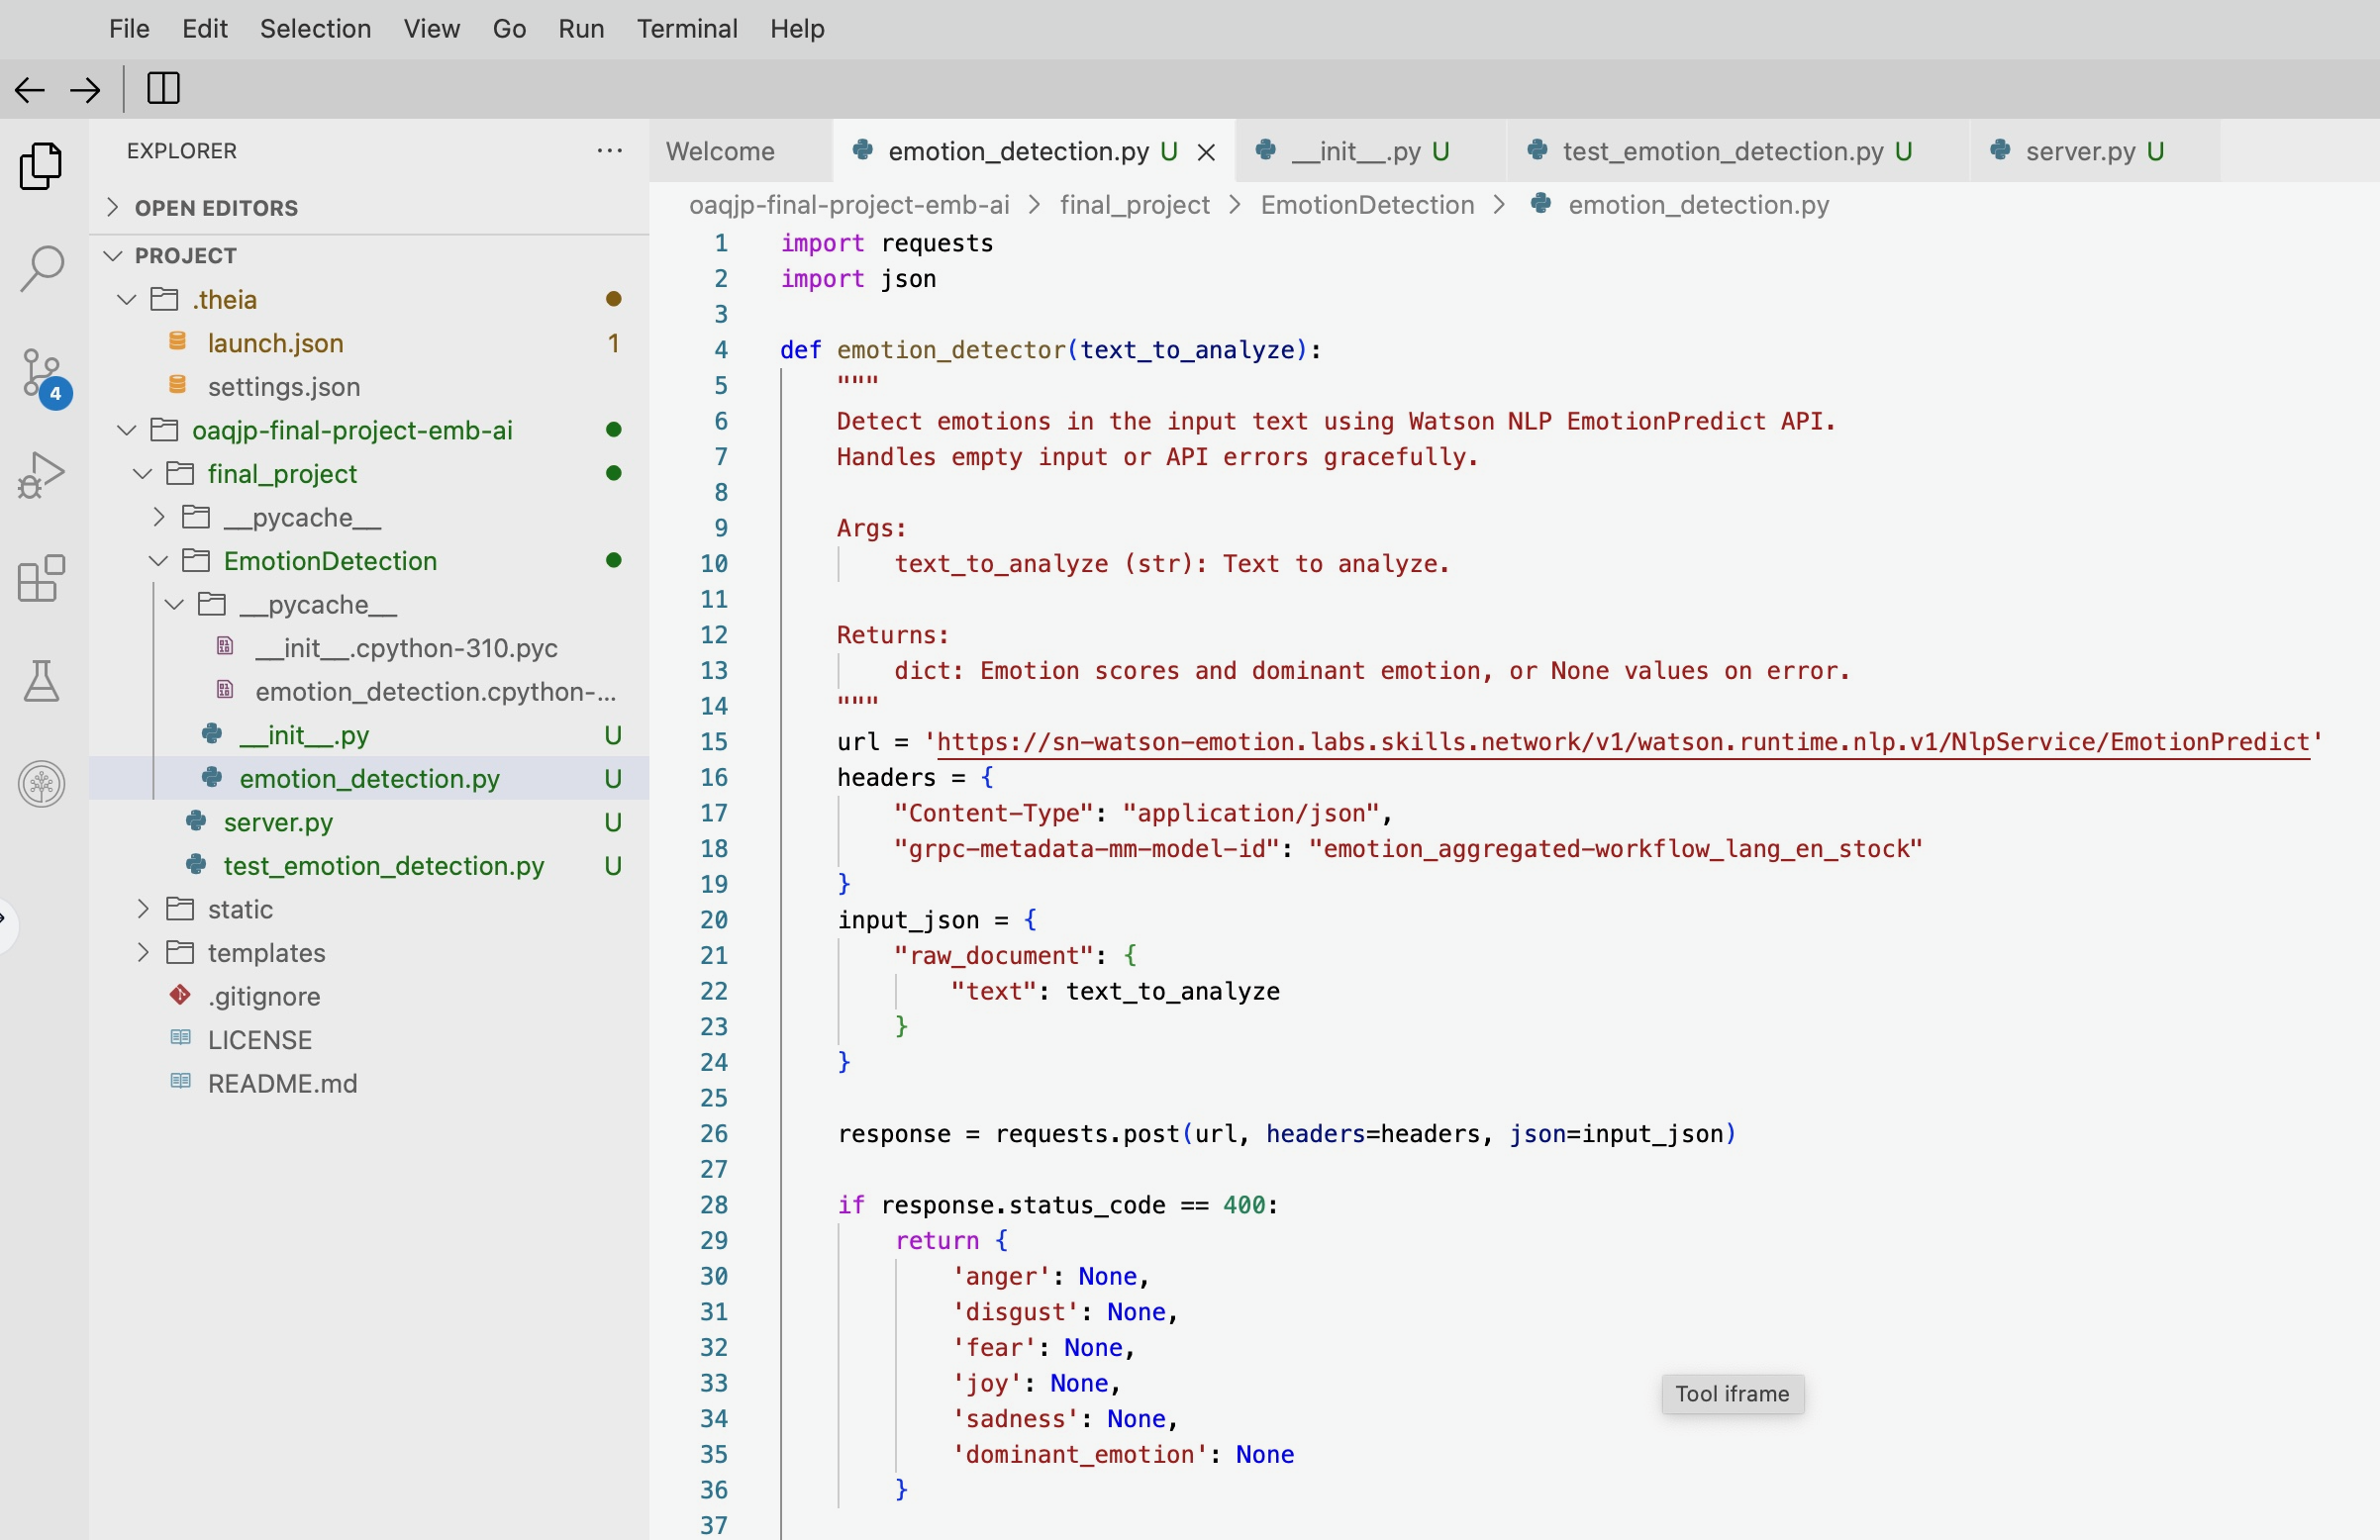 File Edit Selection View Go Run Terminal Help
EXPLORER ···
OPEN EDITORS
PROJECT
.theia
launch.json 1
settings.json
4
oaqjp-final-project-emb-ai
final_project
__pycache__
EmotionDetection
__pycache__
__init__.cpython-310.pyc
emotion_detection.cpython-...
__init__.py U
emotion_detection.py U
server.py U
test_emotion_detection.py U
static
templates
.gitignore
LICENSE
README.md
Welcome emotion_detection.py U × __init__.py U test_emotion_detection.py U server.py U
oaqjp-final-project-emb-ai > final_project > EmotionDetection > emotion_detection.py
1 import requests
2 import json
3
4 def emotion_detector(text_to_analyze):
5     """
6     Detect emotions in the input text using Watson NLP EmotionPredict API.
7     Handles empty input or API errors gracefully.
8
9     Args:
10         text_to_analyze (str): Text to analyze.
11
12     Returns:
13         dict: Emotion scores and dominant emotion, or None values on error.
14     """
15     url = 'https://sn-watson-emotion.labs.skills.network/v1/watson.runtime.nlp.v1/NlpService/EmotionPredict'
16     headers = {
17         "Content-Type": "application/json",
18         "grpc-metadata-mm-model-id": "emotion_aggregated-workflow_lang_en_stock"
19     }
20     input_json = {
21         "raw_document": {
22             "text": text_to_analyze
23         }
24     }
25
26     response = requests.post(url, headers=headers, json=input_json)
27
28     if response.status_code == 400:
29         return {
30             'anger': None,
31             'disgust': None,
32             'fear': None,
33             'joy': None,
34             'sadness': None,
35             'dominant_emotion': None
36         }
37
Tool iframe